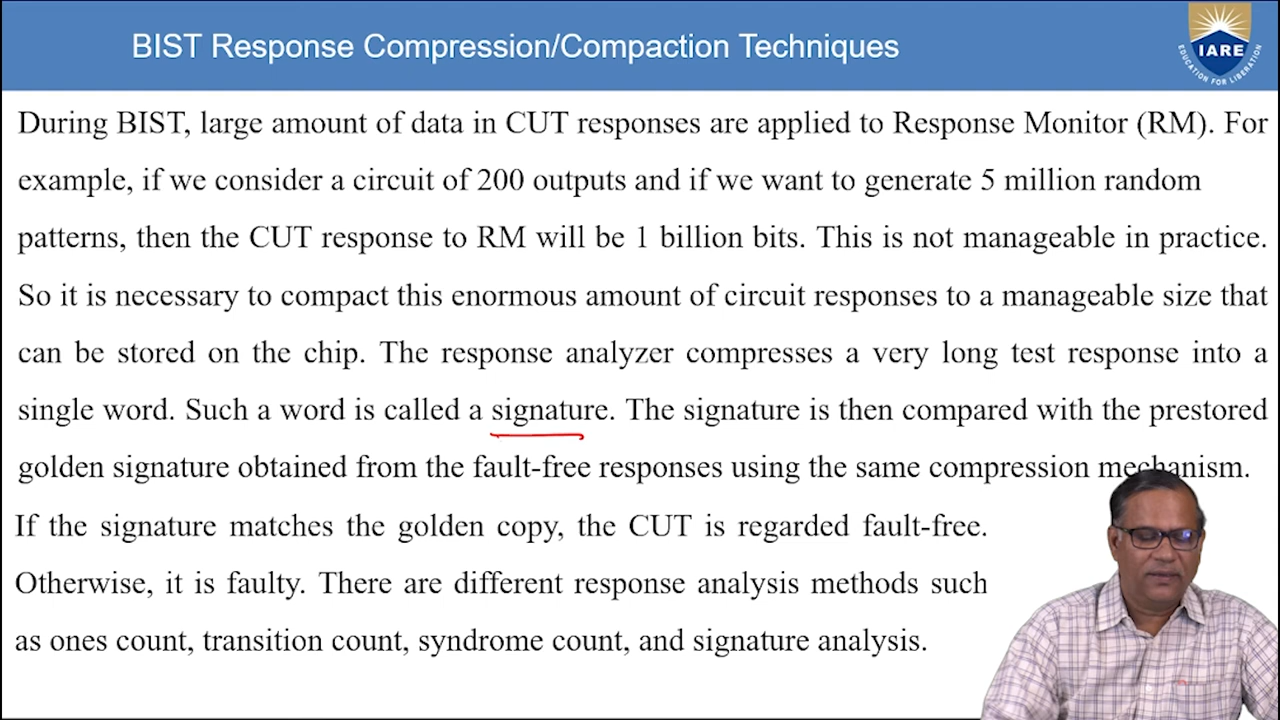 BIST Response Compression/Compaction Techniques
IARE
EDUCATION FOR LIBERATION
During BIST, large amount of data in CUT responses are applied to Response Monitor (RM). For
example, if we consider a circuit of 200 outputs and if we want to generate 5 million random
patterns, then the CUT response to RM will be 1 billion bits. This is not manageable in practice.
So it is necessary to compact this enormous amount of circuit responses to a manageable size that
can be stored on the chip. The response analyzer compresses a very long test response into a
single word. Such a word is called a signature. The signature is then compared with the prestored
golden signature obtained from the fault-free responses using the same compression mechanism.
If the signature matches the golden copy, the CUT is regarded fault-free.
Otherwise, it is faulty. There are different response analysis methods such
as ones count, transition count, syndrome count, and signature analysis.